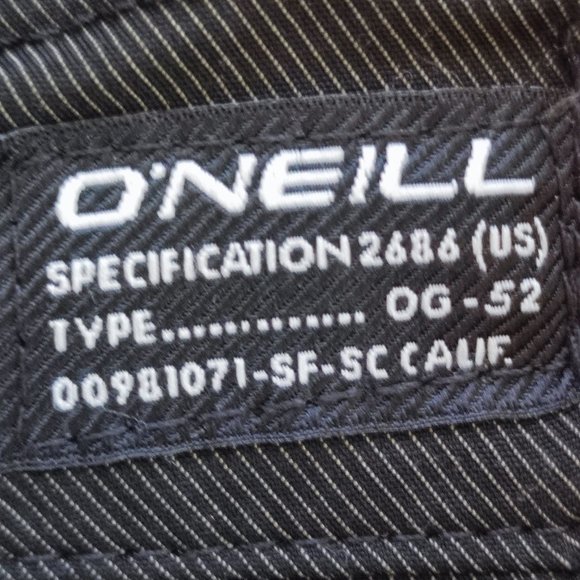 O'NEILL
SPECIFICATION 2686 (US)
TYPE............. OG-52
00981071-SF-SC CALIF.